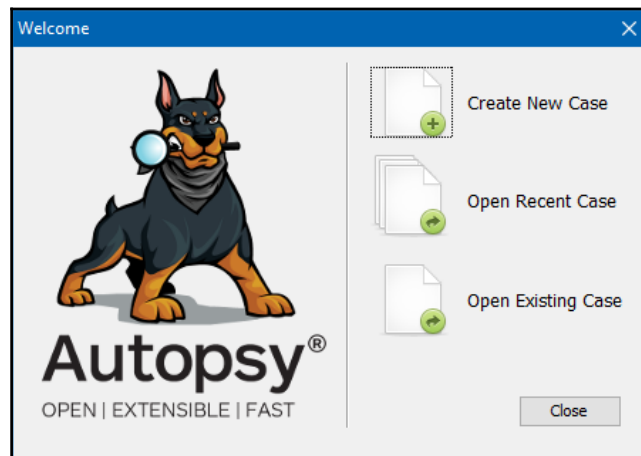 Welcome
Create New Case
Open Recent Case
Open Existing Case
Autopsy®
OPEN | EXTENSIBLE | FAST
Close